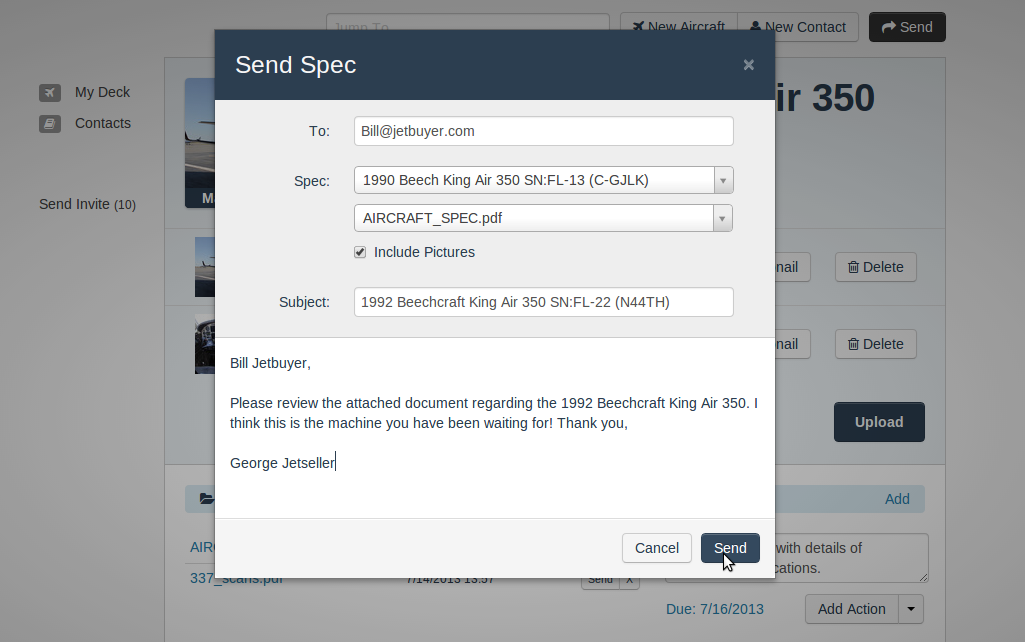 Jump To
New Aircraft
New Contact
Send
Send Spec
×
ir 350
My Deck
Contacts
Send Invite (10)
To:
Bill@jetbuyer.com
Spec:
1990 Beech King Air 350 SN:FL-13 (C-GJLK)
AIRCRAFT_SPEC.pdf
Include Pictures
Subject:
1992 Beechcraft King Air 350 SN:FL-22 (N44TH)
M
nail
Delete
nail
Delete
Bill Jetbuyer,
Please review the attached document regarding the 1992 Beechcraft King Air 350. I
think this is the machine you have been waiting for! Thank you,
George Jetseller
Upload
Add
Cancel
Send
AIR
with details of
cations.
337_scans.pdf
7/14/2013 13:57
Send
X
Due: 7/16/2013
Add Action